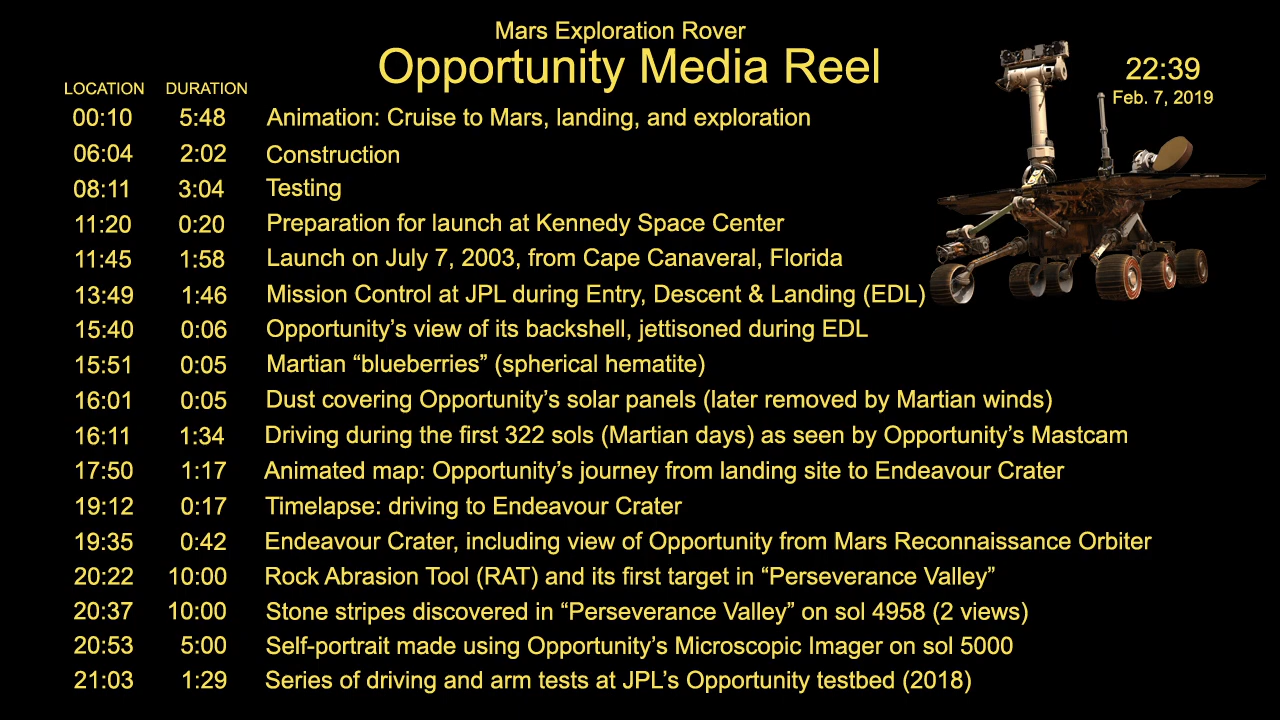 Mars Exploration Rover
Opportunity Media Reel
22:39
Feb. 7, 2019
LOCATION DURATION
00:10 5:48 Animation: Cruise to Mars, landing, and exploration
06:04 2:02 Construction
08:11 3:04 Testing
11:20 0:20 Preparation for launch at Kennedy Space Center
11:45 1:58 Launch on July 7, 2003, from Cape Canaveral, Florida
13:49 1:46 Mission Control at JPL during Entry, Descent & Landing (EDL)
15:40 0:06 Opportunity’s view of its backshell, jettisoned during EDL
15:51 0:05 Martian “blueberries” (spherical hematite)
16:01 0:05 Dust covering Opportunity’s solar panels (later removed by Martian winds)
16:11 1:34 Driving during the first 322 sols (Martian days) as seen by Opportunity’s Mastcam
17:50 1:17 Animated map: Opportunity’s journey from landing site to Endeavour Crater
19:12 0:17 Timelapse: driving to Endeavour Crater
19:35 0:42 Endeavour Crater, including view of Opportunity from Mars Reconnaissance Orbiter
20:22 10:00 Rock Abrasion Tool (RAT) and its first target in “Perseverance Valley”
20:37 10:00 Stone stripes discovered in “Perseverance Valley” on sol 4958 (2 views)
20:53 5:00 Self-portrait made using Opportunity’s Microscopic Imager on sol 5000
21:03 1:29 Series of driving and arm tests at JPL’s Opportunity testbed (2018)